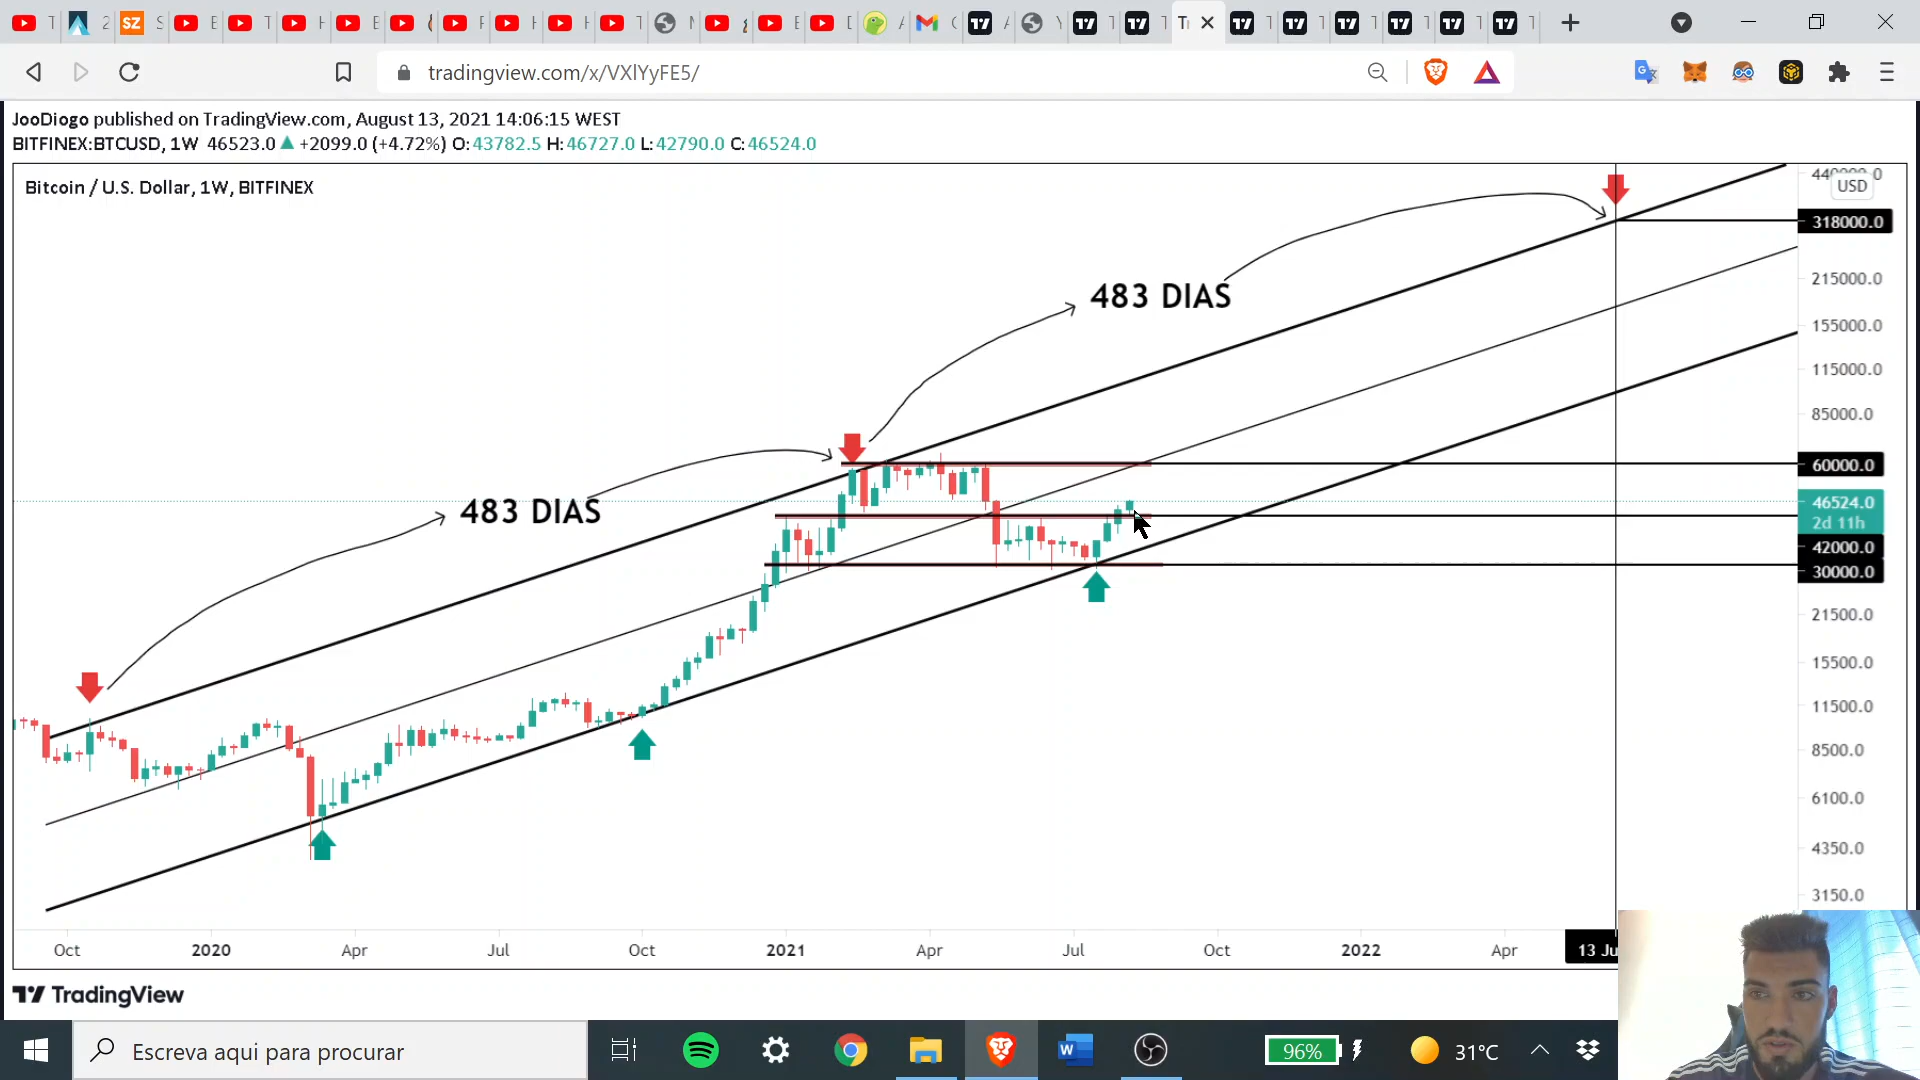 tradingview.com/x/VXlYyFE5/
JooDiogo published on TradingView.com, August 13, 2021 14:06:15 WEST
BITFINEX:BTCUSD, 1W 46523.0 ▲ +2099.0 (+4.72%) O:43782.5 H:46727.0 L:42790.0 C:46524.0
Bitcoin / U.S. Dollar, 1W, BITFINEX
USD
318000.0
483 DIAS
215000.0
155000.0
115000.0
85000.0
60000.0
483 DIAS
46524.0
2d 11h
42000.0
30000.0
21500.0
15500.0
11500.0
8500.0
6100.0
4350.0
3150.0
Oct 2020 Apr Jul Oct 2021 Apr Jul Oct 2022 Apr 13 Ju
TradingView
Escreva aqui para procurar
96%
31°C